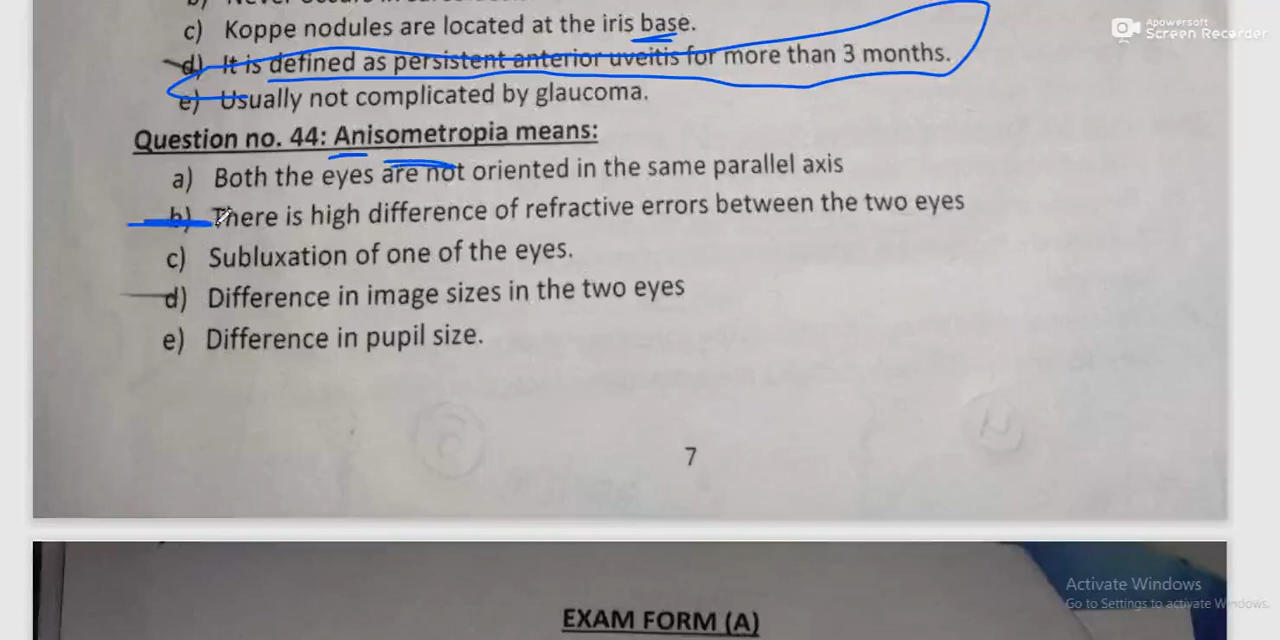 c) Koppe nodules are located at the iris base.
d) It is defined as persistent anterior uveitis for more than 3 months.
e) Usually not complicated by glaucoma.
Question no. 44: Anisometropia means:
a) Both the eyes are not oriented in the same parallel axis
b) There is high difference of refractive errors between the two eyes
c) Subluxation of one of the eyes.
d) Difference in image sizes in the two eyes
e) Difference in pupil size.
7
EXAM FORM (A)
Apowersoft
Screen Recorder
Activate Windows
Go to Settings to activate Windows.